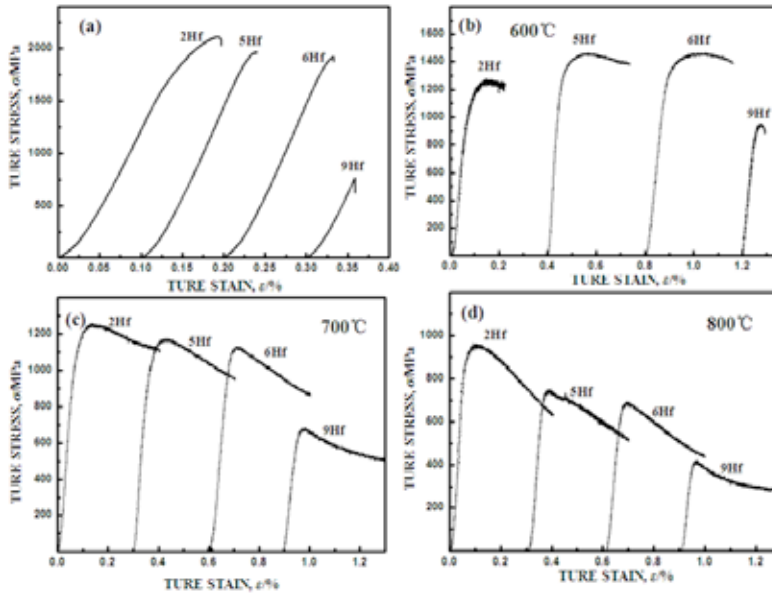 (a)
2Hf 5Hf 6Hf 9Hf
TURE STRESS, σ/MPa
2000
1750
1250
1000
750
500
250
0
0.00 0.05 0.10 0.15 0.20 0.25 0.30 0.35 0.40
TURE STAIN, ε/%
(b) 600℃
2Hf 5Hf 6Hf 9Hf
TURE STRESS, σ/MPa
1800
1600
1400
1200
1000
800
600
400
200
0.0 0.2 0.4 0.6 0.8 1.0 1.2
TURE STAIN, ε/%
(c) 700℃
2Hf 5Hf 6Hf 9Hf
TURE STRESS, σ/MPa
1200
1000
800
600
400
200
0.0 0.2 0.4 0.6 0.8 1.0 1.2
TURE STAIN, ε/%
(d) 800℃
2Hf 5Hf 6Hf 9Hf
TURE STRESS, σ/MPa
1000
800
600
400
200
0.0 0.2 0.4 0.6 0.8 1.0 1.2
TURE STAIN, ε/%